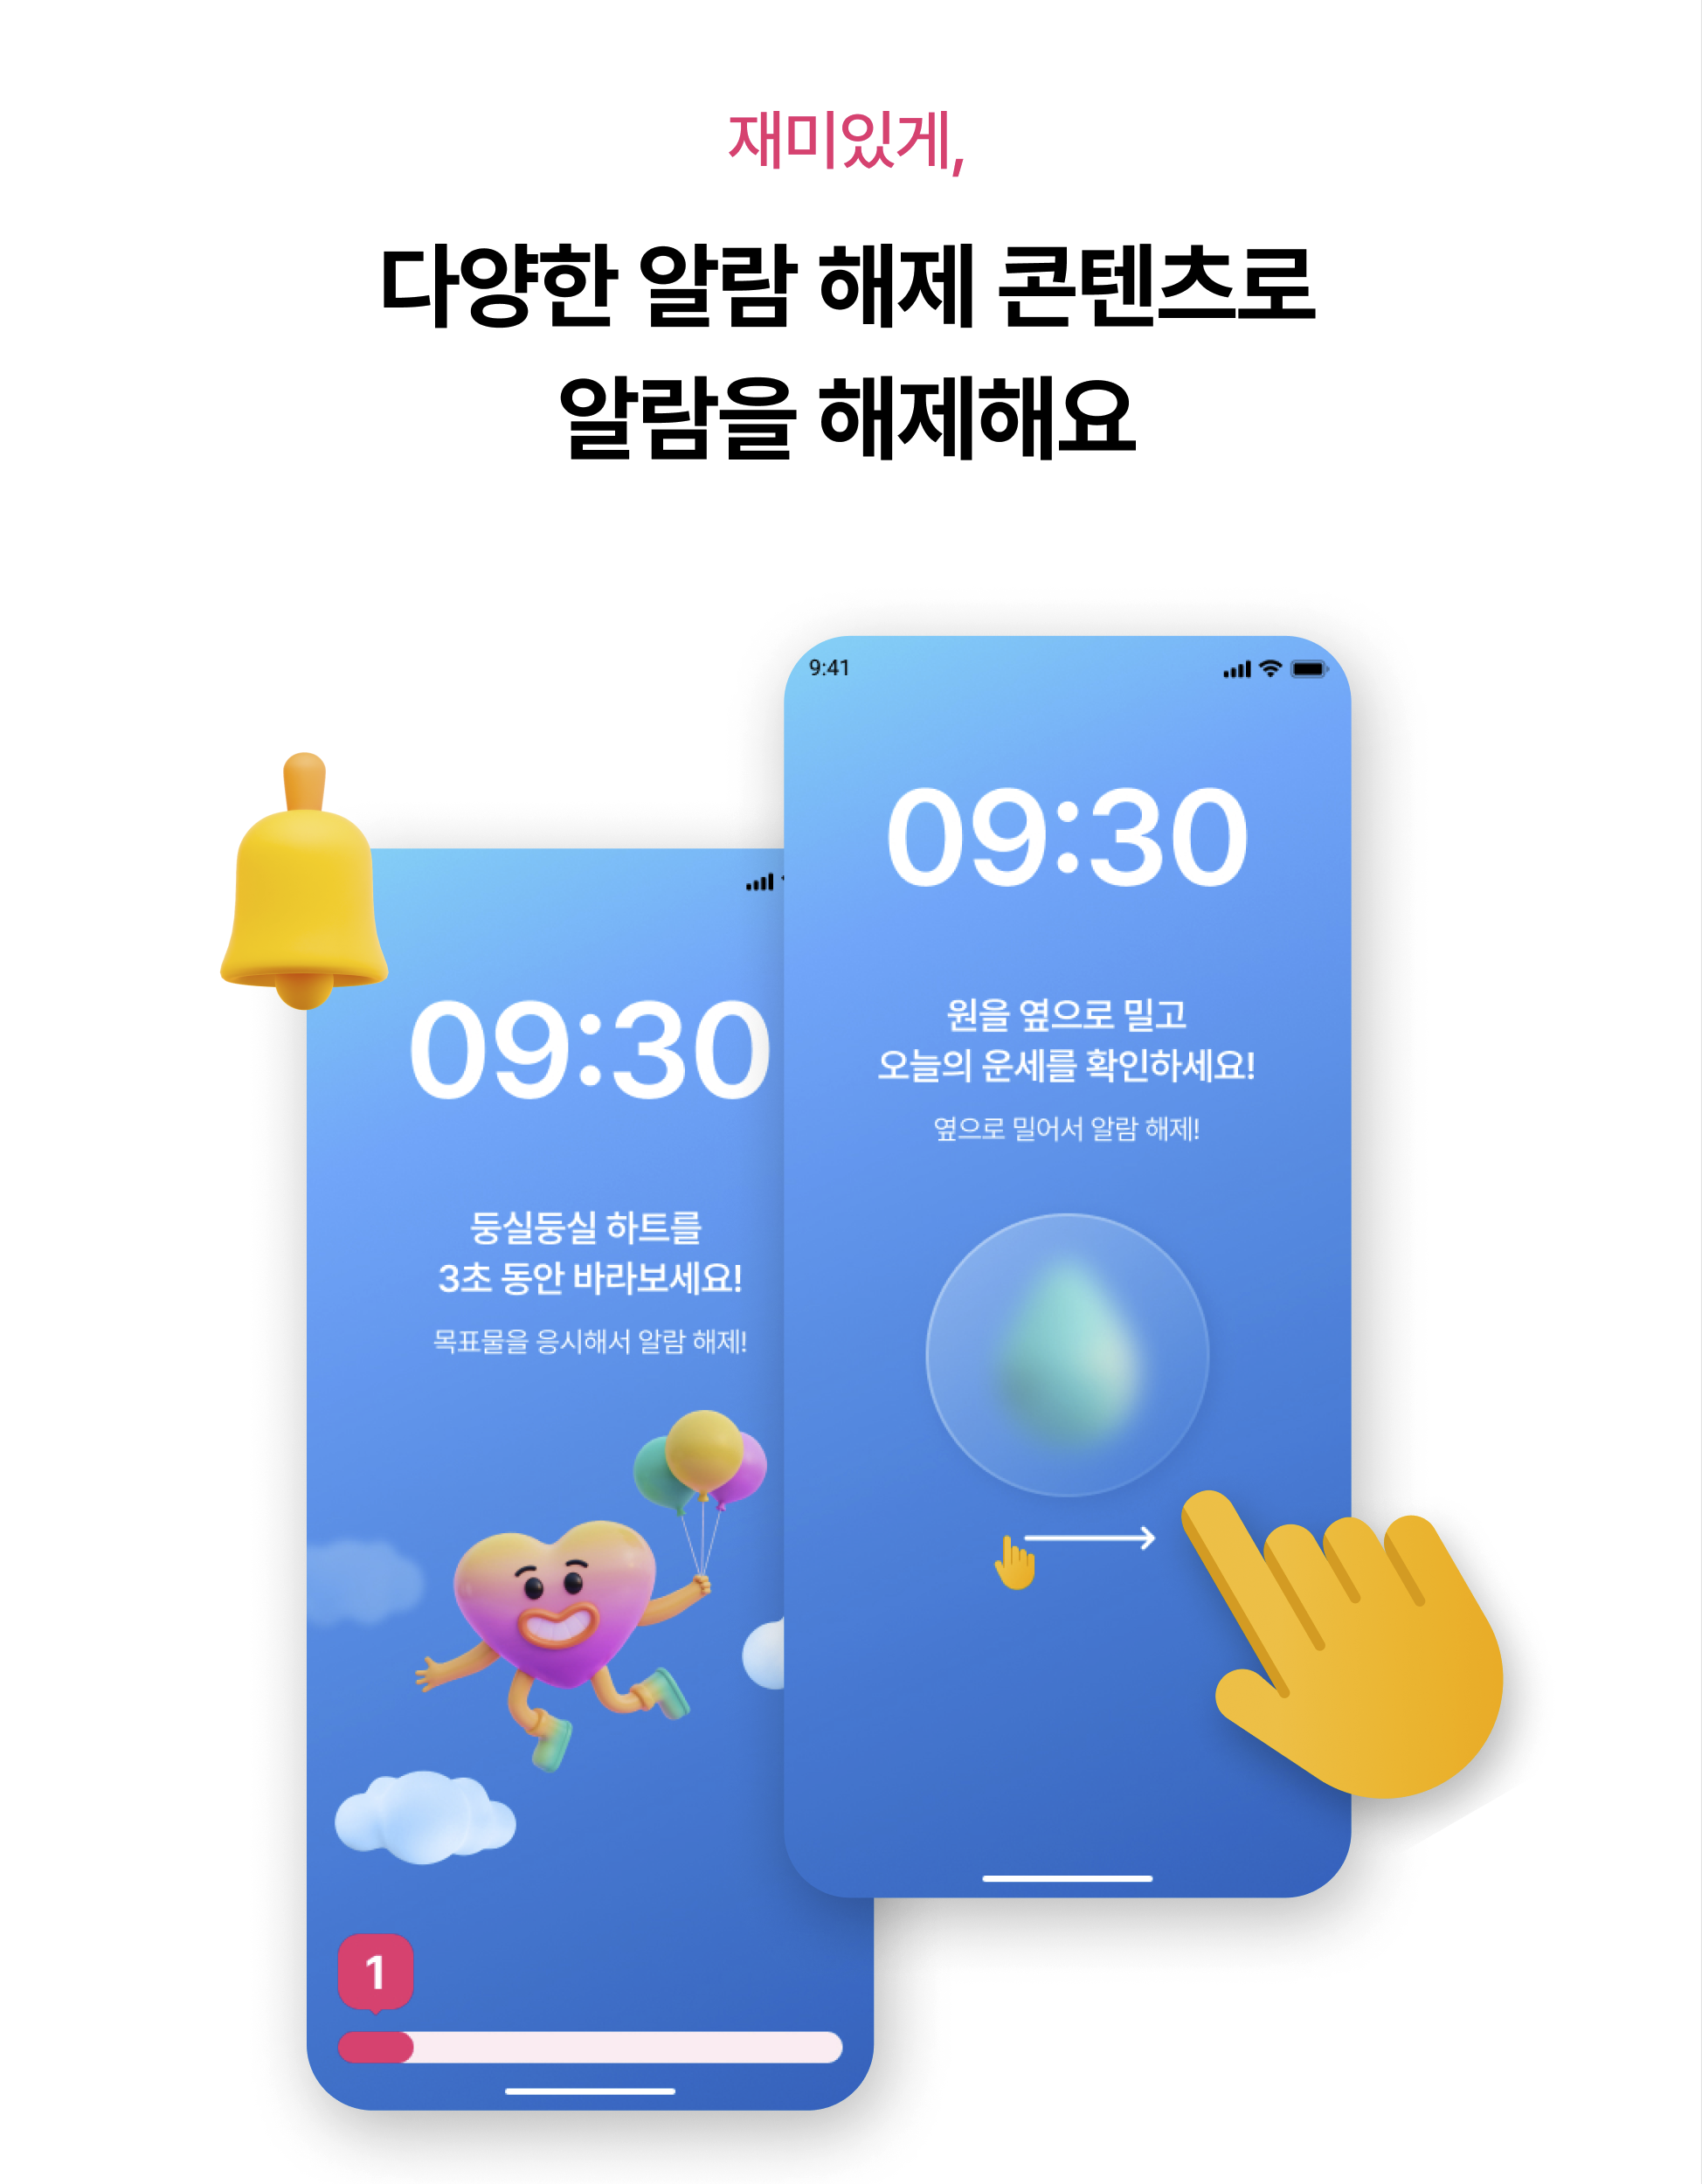 재미있게,
다양한 알람 해제 콘텐츠로
알람을 해제해요
9:41
09:30
원을 옆으로 밀고
오늘의 운세를 확인하세요!
옆으로 밀어서 알람 해제!
09:30
둥실둥실 하트를
3초 동안 바라보세요!
목표물을 응시해서 알람 해제!
1